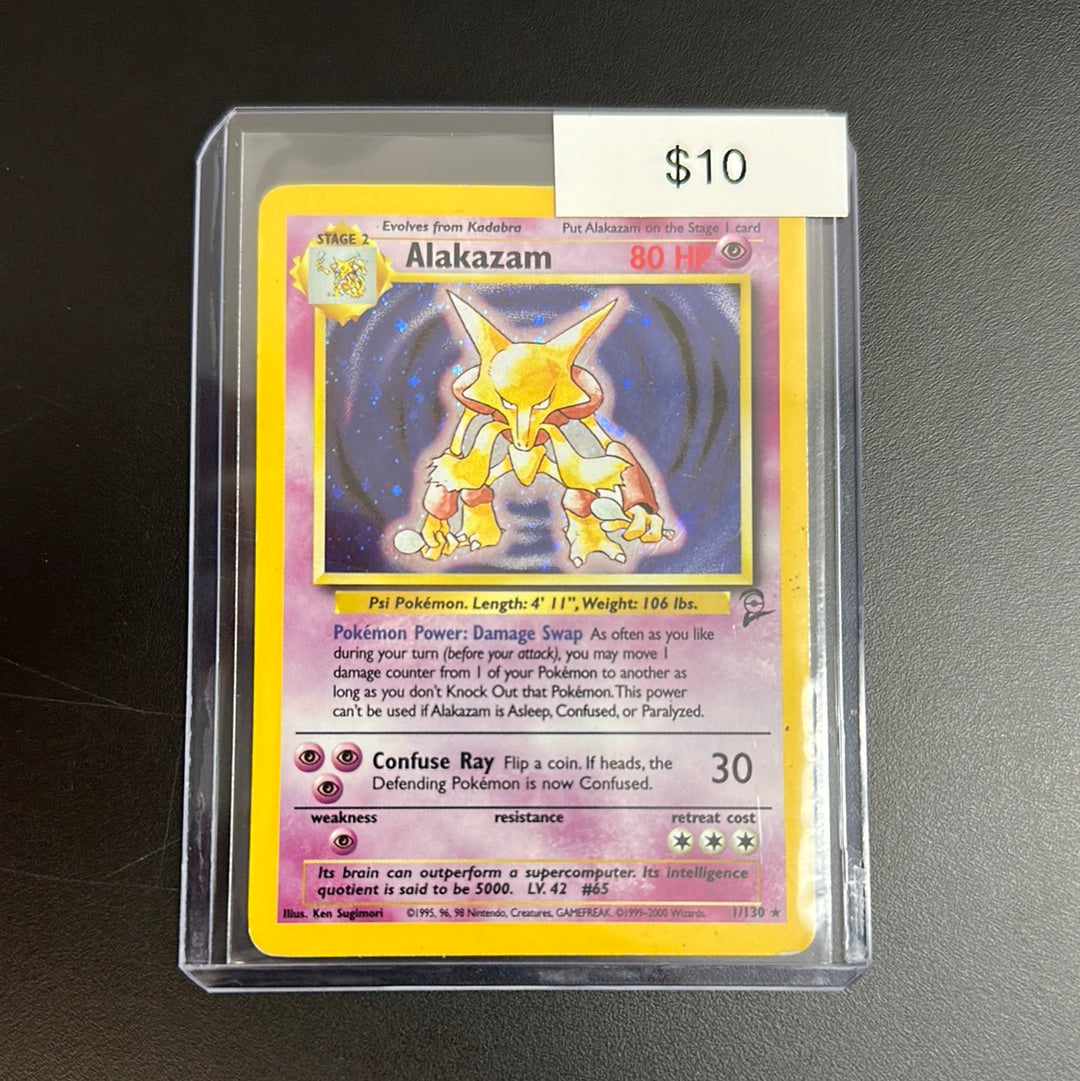 $10
Evolves from Kadabra Put Alakazam on the Stage 1 card
STAGE 2
Alakazam 80 HP
Psi Pokémon. Length: 4' 11", Weight: 106 lbs.
Pokémon Power: Damage Swap As often as you like
during your turn (before your attack), you may move 1
damage counter from 1 of your Pokémon to another as
long as you don't Knock Out that Pokémon. This power
can't be used if Alakazam is Asleep, Confused, or Paralyzed.
Confuse Ray Flip a coin. If heads, the 30
Defending Pokémon is now Confused.
weakness resistance retreat cost
Its brain can outperform a supercomputer. Its intelligence
quotient is said to be 5000. LV. 42 #65
Illus. Ken Sugimori ©1995, 96, 98 Nintendo, Creatures, GAMEFREAK. ©1999-2000 Wizards. 1/130 ★